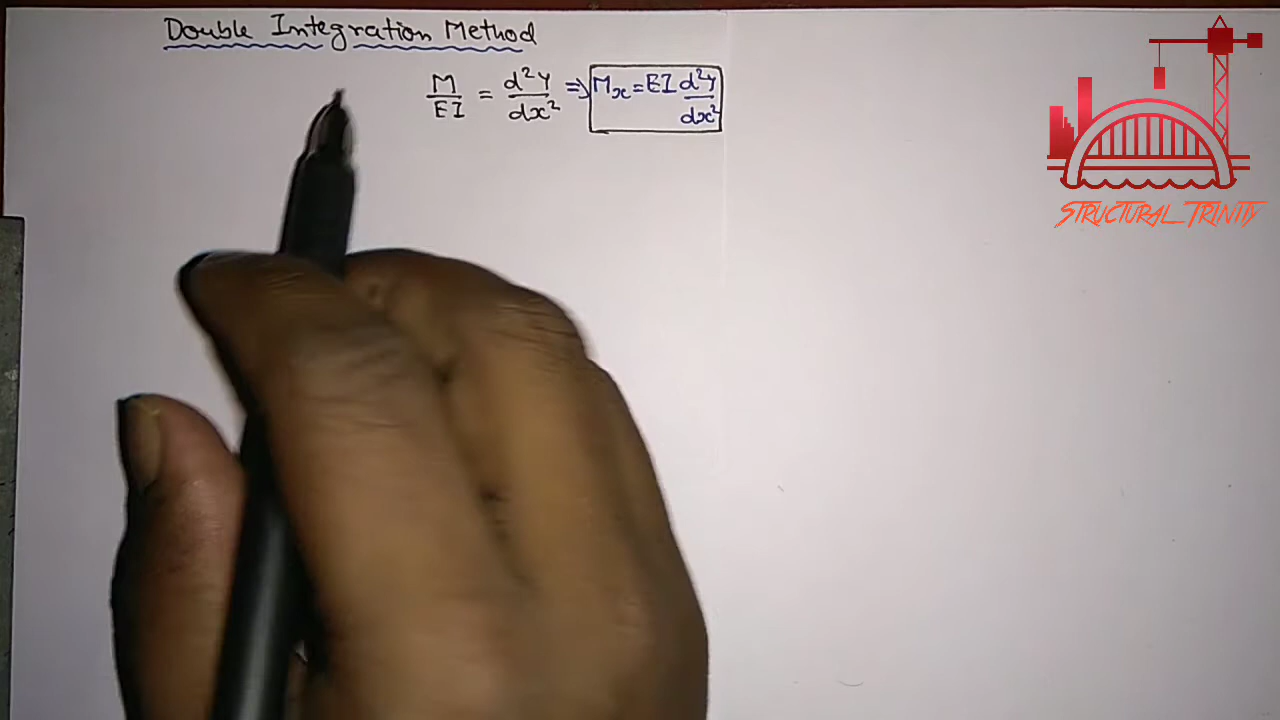 Double Integration Method
M/EI = d²y/dx² ⇒ Mx = EI d²y/dx²
STRUCTURAL_TRINITY